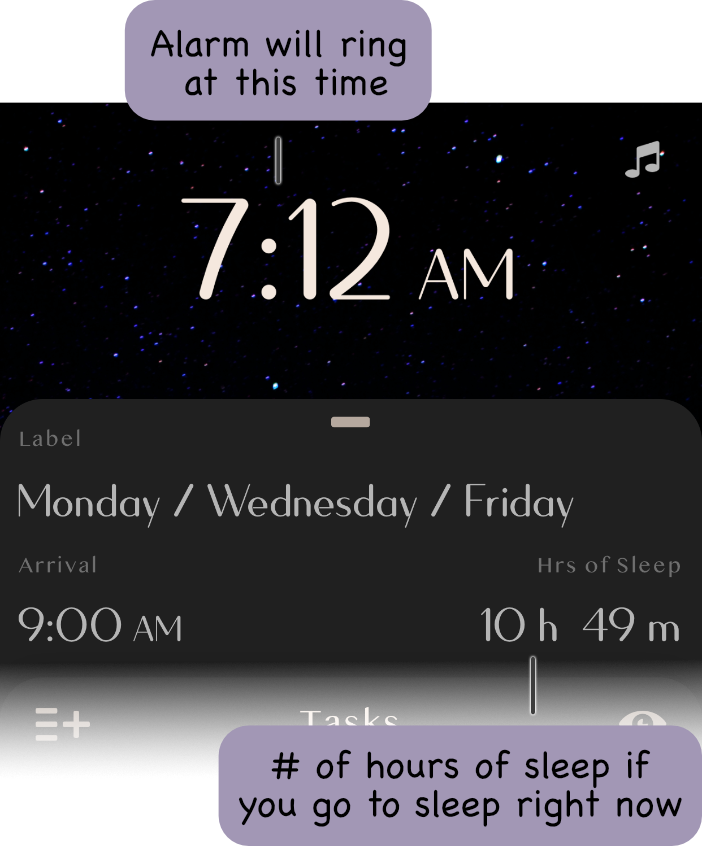 Alarm will ring
at this time
7:12 AM
Label
Monday / Wednesday / Friday
Arrival
Hrs of Sleep
9:00 AM
10 h 49 m
Tasks
# of hours of sleep if
you go to sleep right now